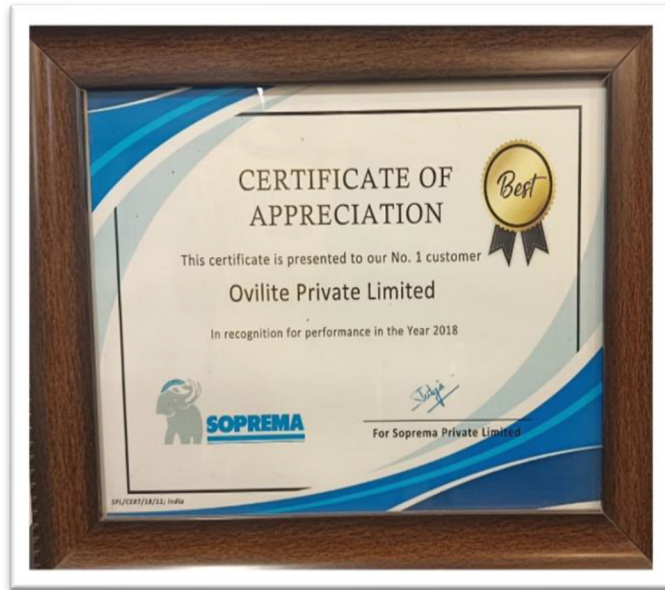 CERTIFICATE OF
APPRECIATION
Best
This certificate is presented to our No. 1 customer
Ovilite Private Limited
In recognition for performance in the Year 2018
SOPREMA
For Soprema Private Limited
SPL/CERT/18/11; India